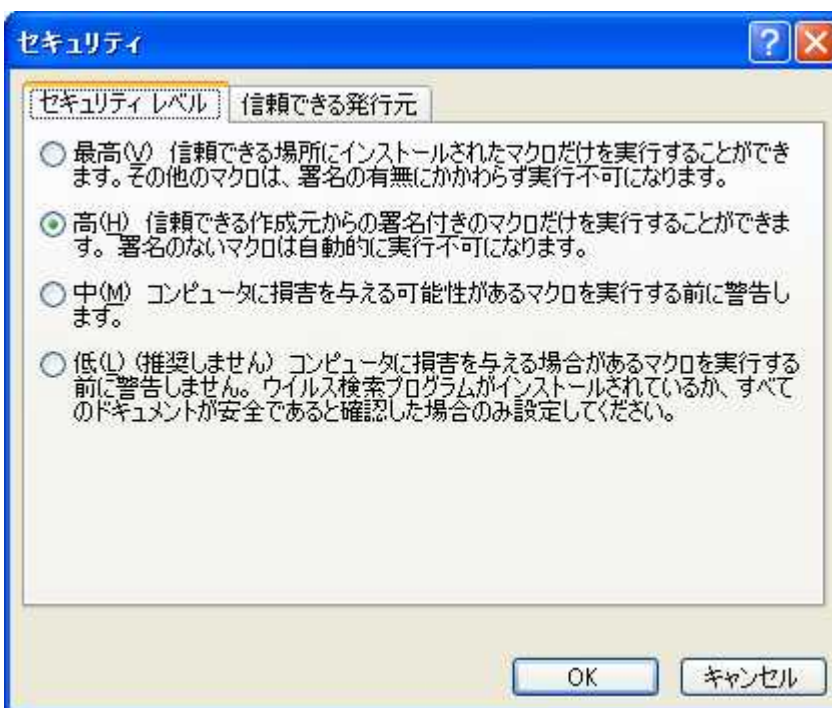 セキュリティ
セキュリティ レベル
信頼できる発行元
最高(V) 信頼できる場所にインストールされたマクロだけを実行することができ
ます。その他のマクロは、署名の有無にかかわらず実行不可になります。
高(H) 信頼できる作成元からの署名付きのマクロだけを実行することができま
す。署名のないマクロは自動的に実行不可になります。
中(M) コンピュータに損害を与える可能性があるマクロを実行する前に警告し
ます。
低(L) (推奨しません) コンピュータに損害を与える場合があるマクロを実行する
前に警告しません。ウイルス検索プログラムがインストールされているか、すべて
のドキュメントが安全であると確認した場合のみ設定してください。
OK
キャンセル